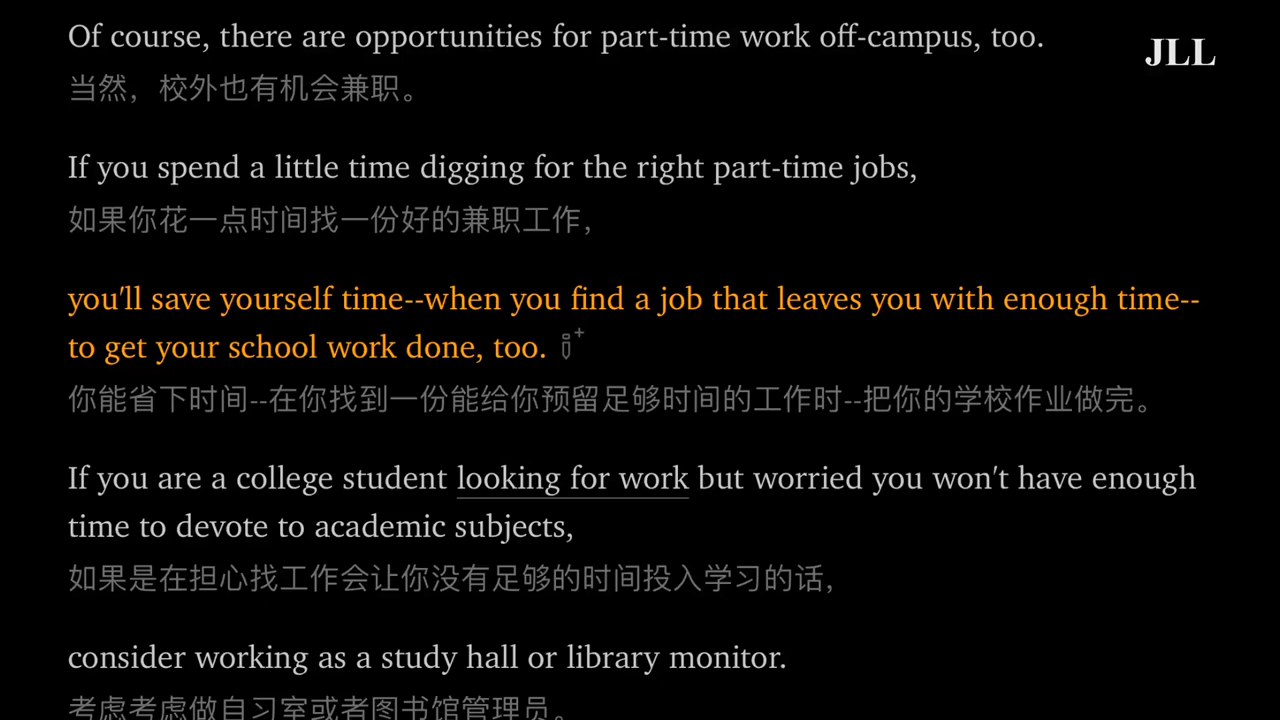 Of course, there are opportunities for part-time work off-campus, too.
JLL
当然，校外也有机会兼职。
If you spend a little time digging for the right part-time jobs,
如果你花一点时间找一份好的兼职工作，
you'll save yourself time--when you find a job that leaves you with enough time--
to get your school work done, too.
你能省下时间--在你找到一份能给你预留足够时间的工作时--把你的学校作业做完。
If you are a college student looking for work but worried you won't have enough
time to devote to academic subjects,
如果是在担心找工作会让你没有足够的时间投入学习的话，
consider working as a study hall or library monitor.
考虑考虑做自习室或者图书馆管理员。